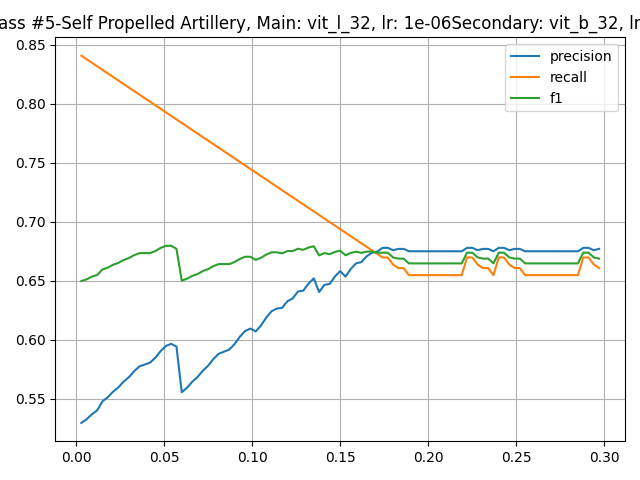 ass #5-Self Propelled Artillery, Main: vit_l_32, lr: 1e-06Secondary: vit_b_32, lr
precision
recall
f1
0.85
0.80
0.75
0.70
0.65
0.60
0.55
0.00 0.05 0.10 0.15 0.20 0.25 0.30